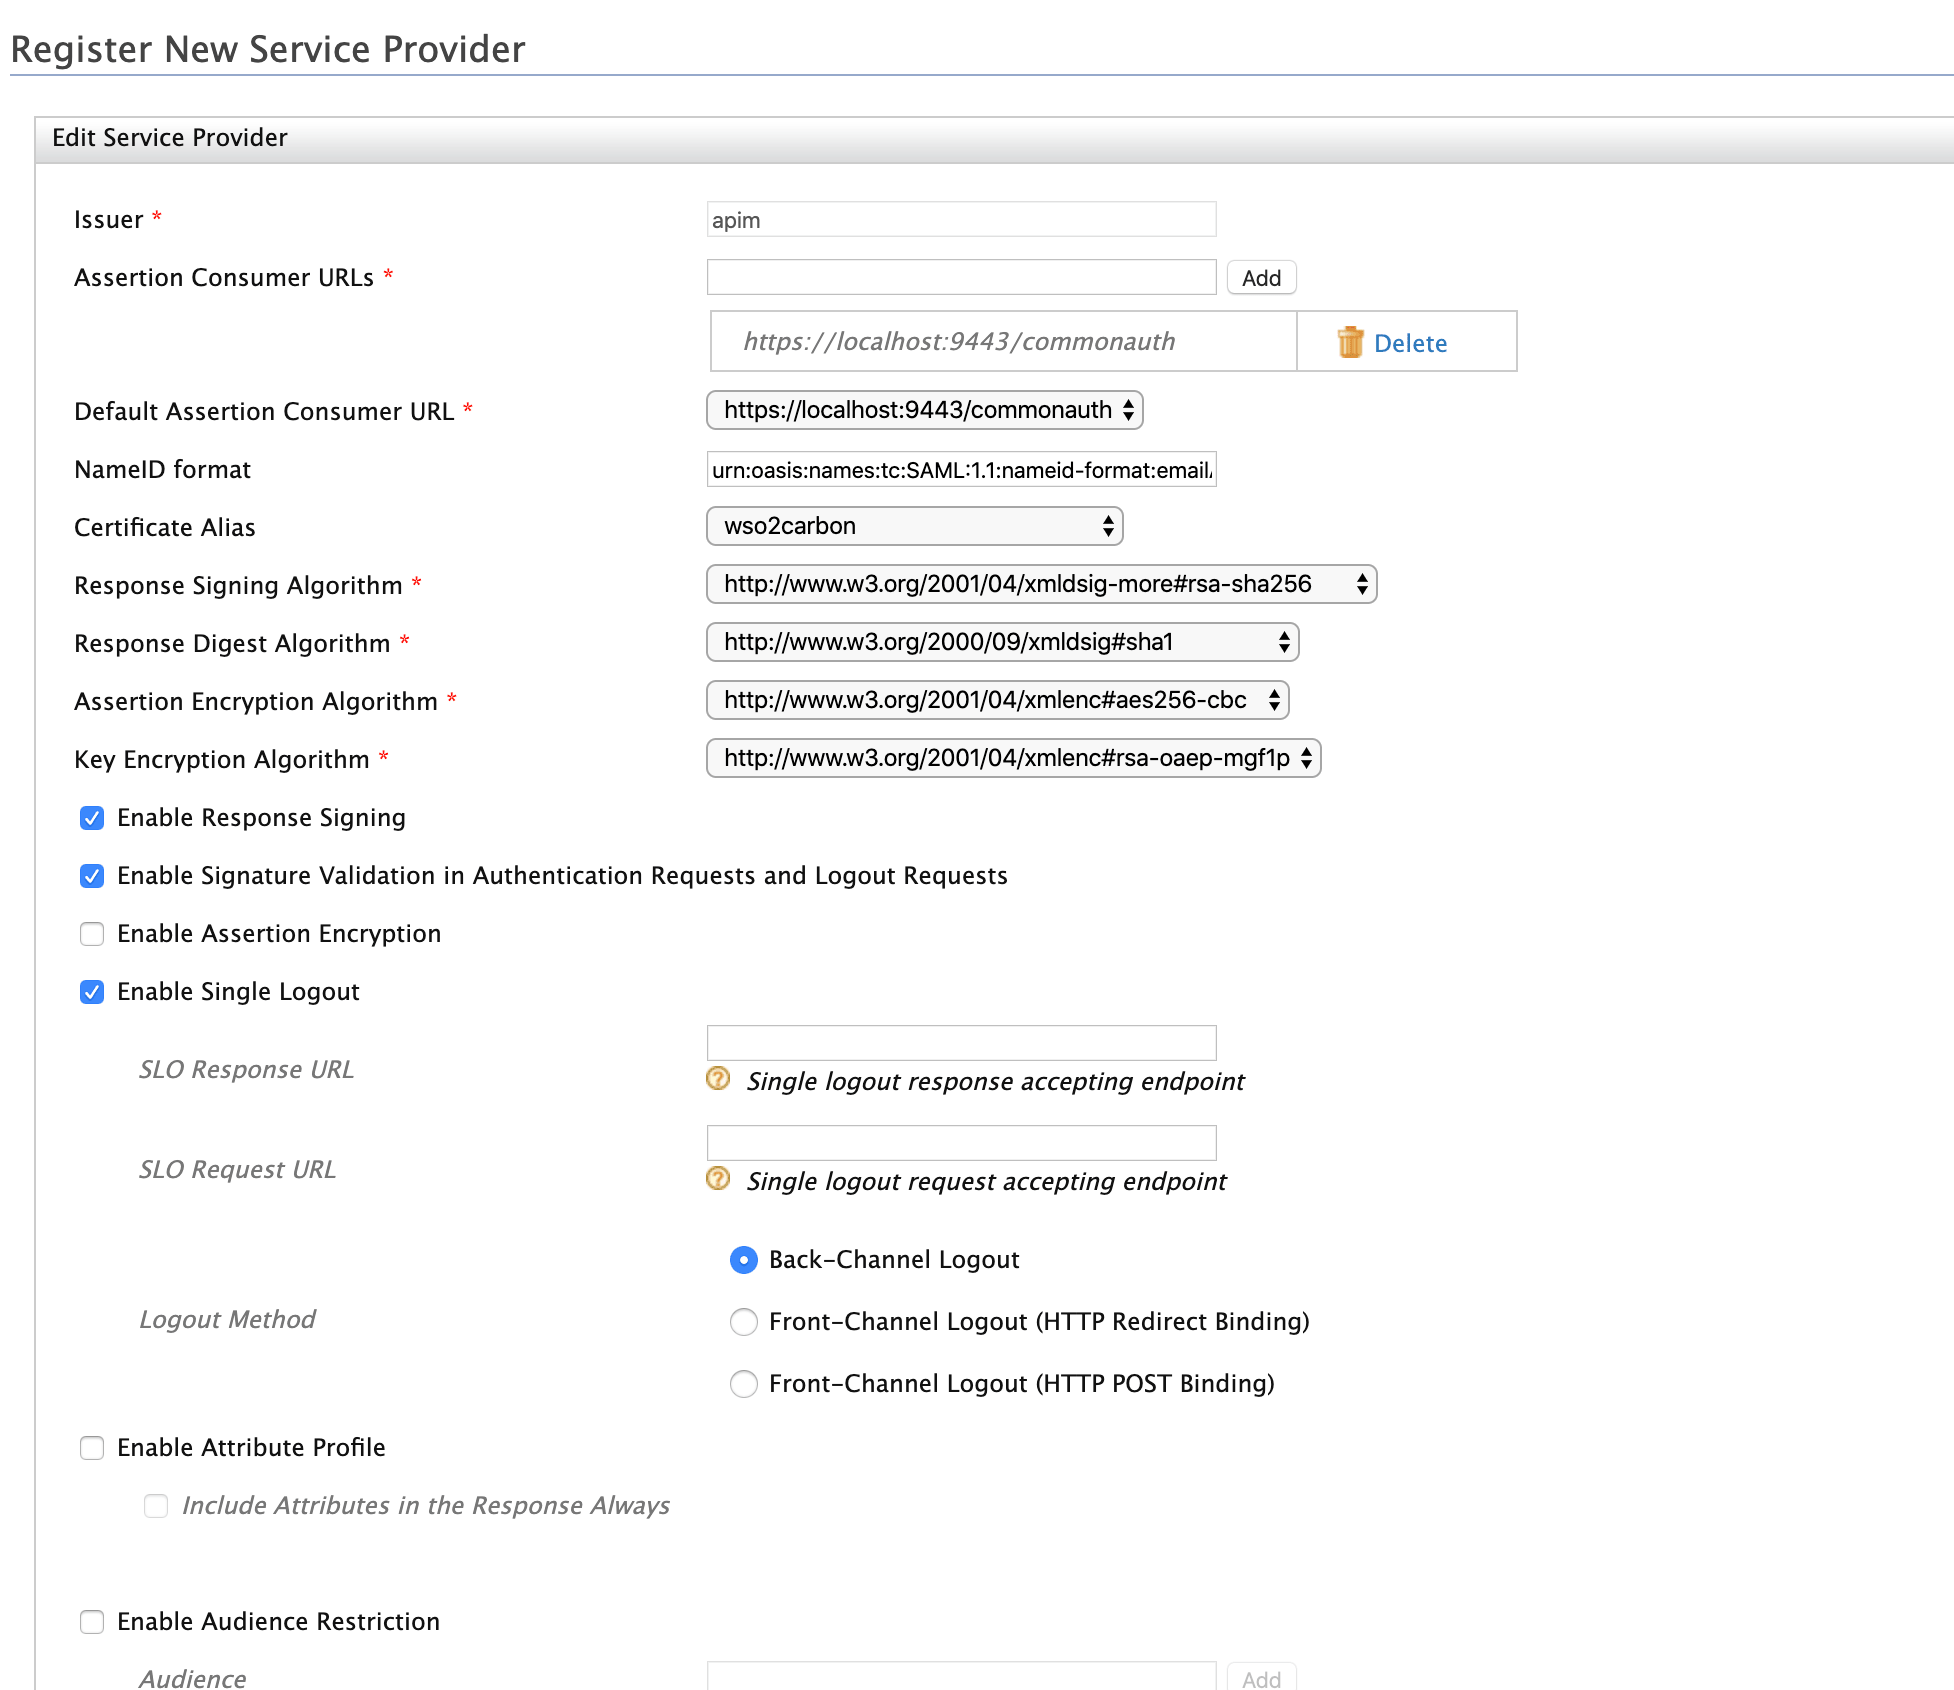 Register New Service Provider
Edit Service Provider
Issuer *
apim
Assertion Consumer URLs *
Add
https://localhost:9443/commonauth
Delete
Default Assertion Consumer URL *
https://localhost:9443/commonauth
NameID format
urn:oasis:names:tc:SAML:1.1:nameid-format:email
Certificate Alias
wso2carbon
Response Signing Algorithm *
http://www.w3.org/2001/04/xmldsig-more#rsa-sha256
Response Digest Algorithm *
http://www.w3.org/2000/09/xmldsig#sha1
Assertion Encryption Algorithm *
http://www.w3.org/2001/04/xmlenc#aes256-cbc
Key Encryption Algorithm *
http://www.w3.org/2001/04/xmlenc#rsa-oaep-mgf1p
Enable Response Signing
Enable Signature Validation in Authentication Requests and Logout Requests
Enable Assertion Encryption
Enable Single Logout
SLO Response URL
? Single logout response accepting endpoint
SLO Request URL
? Single logout request accepting endpoint
Logout Method
Back-Channel Logout
Front-Channel Logout (HTTP Redirect Binding)
Front-Channel Logout (HTTP POST Binding)
Enable Attribute Profile
Include Attributes in the Response Always
Enable Audience Restriction
Audience
Add